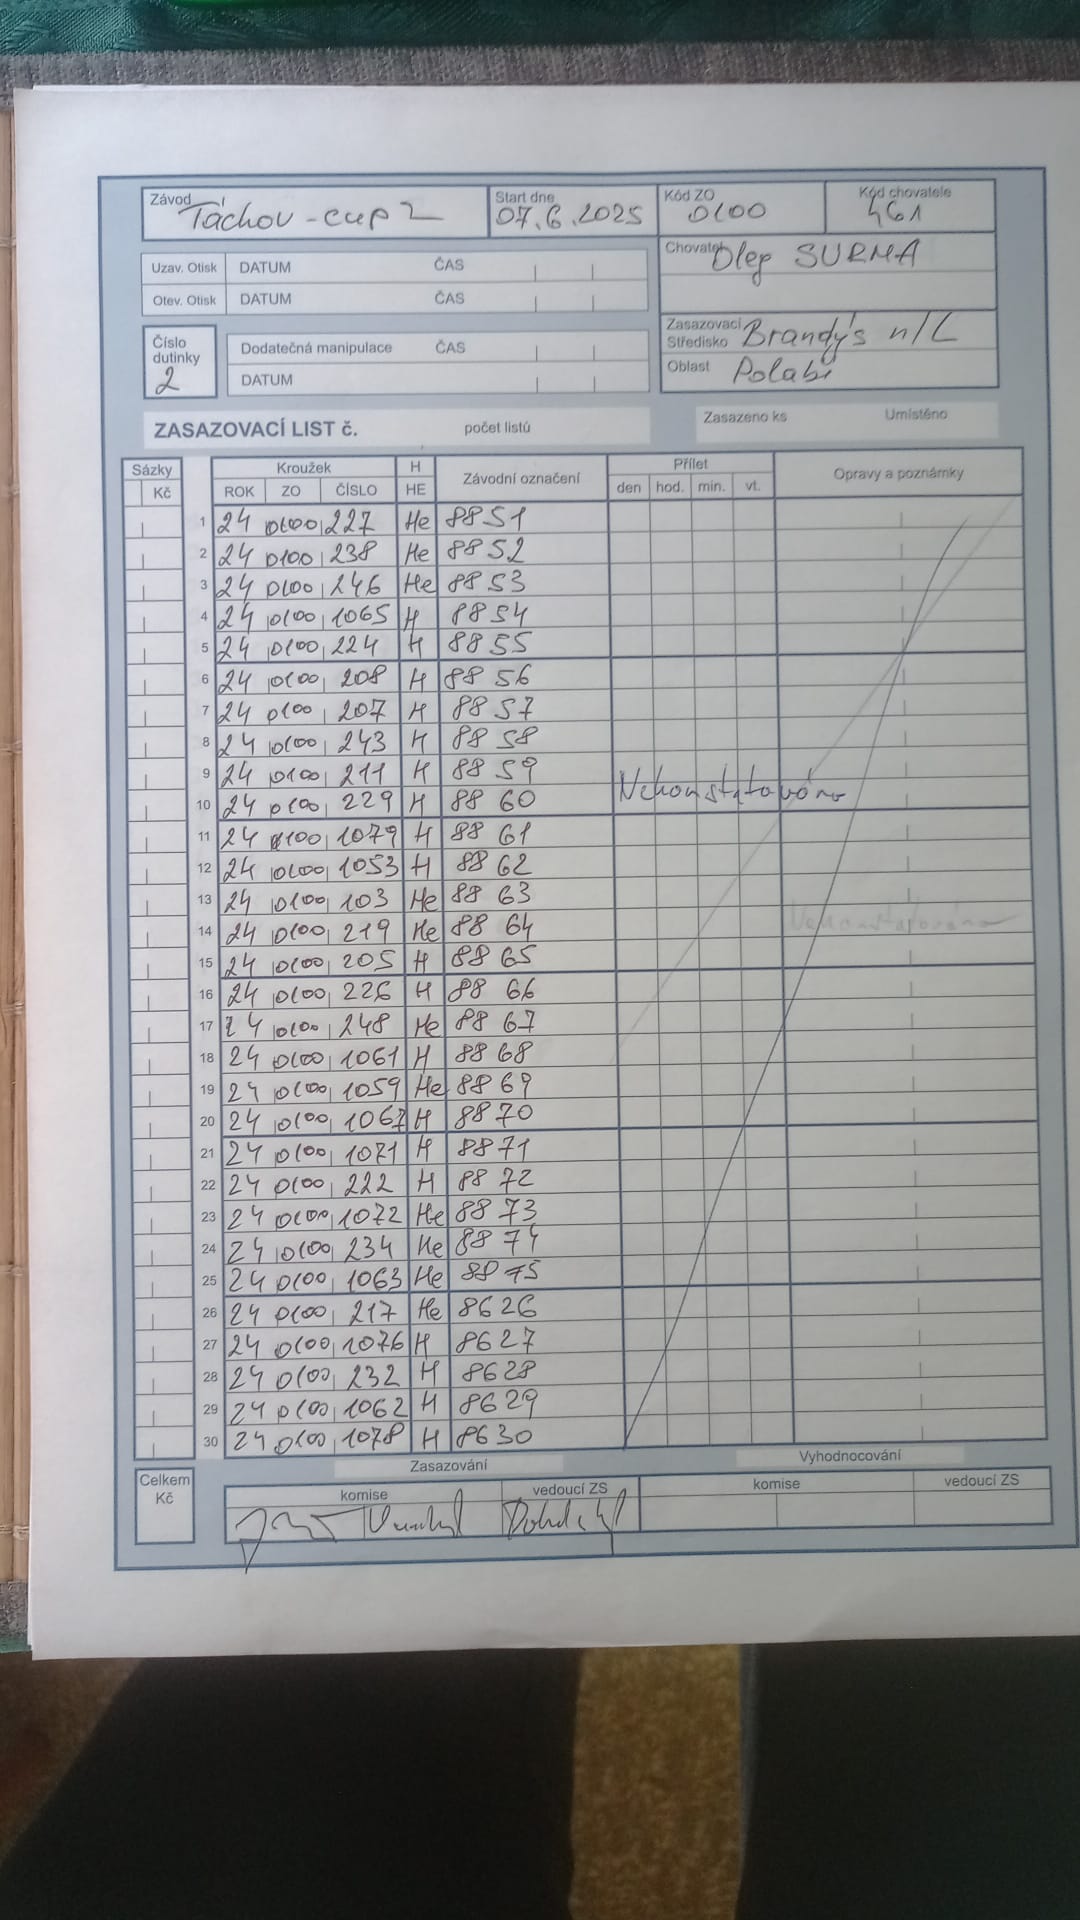 Závod Tachov-cup 2 Start dne 07.6.2025 Kód ZO 0100 Kód chovatele 461
Chovatel Oleg SURMA
Uzav. Otisk DATUM ČAS
Otev. Otisk DATUM ČAS
Číslo dutinky 2
Dodatečná manipulace ČAS
DATUM
Zasazovací Středisko Brandýs n/L
Oblast Polabí
ZASAZOVACÍ LIST č. počet listů Zasazeno ks Umístěno
Sázky Kroužek H Závodní označení Přílet Opravy a poznámky
Kč ROK ZO ČÍSLO HE den hod. min. vt.
1 24 0100 227 He 8851
2 24 0100 238 He 8852
3 24 0100 246 He 8853
4 24 0100 1065 H 8854
5 24 0100 224 H 8855
6 24 0100 208 H 8856
7 24 0100 207 H 8857
8 24 0100 243 H 8858
9 24 0100 211 H 8859
10 24 0100 229 H 8860 Nekonstatováno
11 24 0100 1079 H 8861
12 24 0100 1053 H 8862
13 24 0100 103 He 8863
14 24 0100 219 He 8864 Nekonstatováno
15 24 0100 205 H 8865
16 24 0100 226 H 8866
17 24 0100 248 He 8867
18 24 0100 1061 H 8868
19 24 0100 1059 He 8869
20 24 0100 1067 H 8870
21 24 0100 1071 H 8871
22 24 0100 222 H 8872
23 24 0100 1072 He 8873
24 24 0100 234 He 8874
25 24 0100 1063 He 8875
26 24 0100 217 He 8626
27 24 0100 1076 H 8627
28 24 0100 232 H 8628
29 24 0100 1062 H 8629
30 24 0100 1078 H 8630
Celkem Kč
Zasazování Vyhodnocování
komise vedoucí ZS komise vedoucí ZS